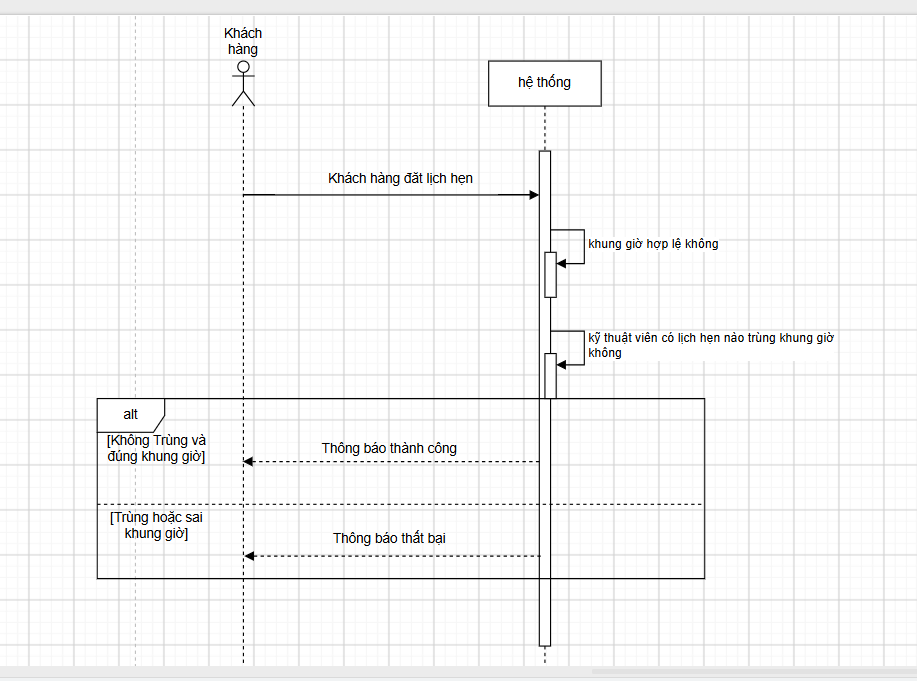 Khách
hàng
hệ thống
Khách hàng đăt lịch hẹn
khung giờ hợp lệ không
kỹ thuật viên có lịch hẹn nào trùng khung giờ
không
alt
[Không Trùng và
đúng khung giờ]
Thông báo thành công
[Trùng hoặc sai
khung giờ]
Thông báo thất bại